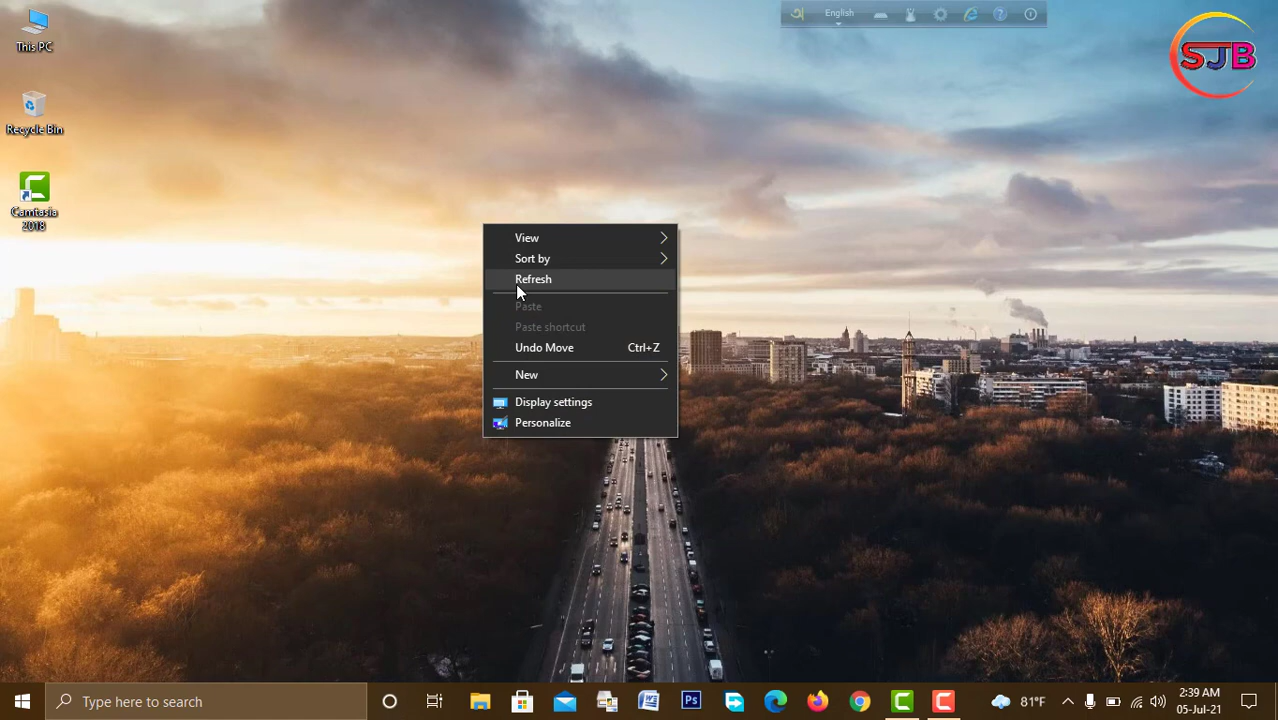 This PC
Recycle Bin
Camtasia
2018
অ English
SJB
View
Sort by
Refresh
Paste
Paste shortcut
Undo Move Ctrl+Z
New
Display settings
Personalize
Type here to search
W
Ps
81°F
2:39 AM
05-Jul-21